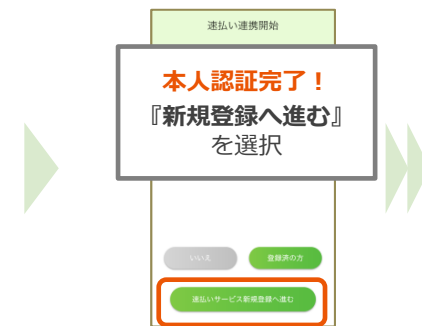 速払い連携開始
本人認証完了！
『新規登録へ進む』
を選択
いいえ
登録済の方
速払いサービス新規登録へ進む